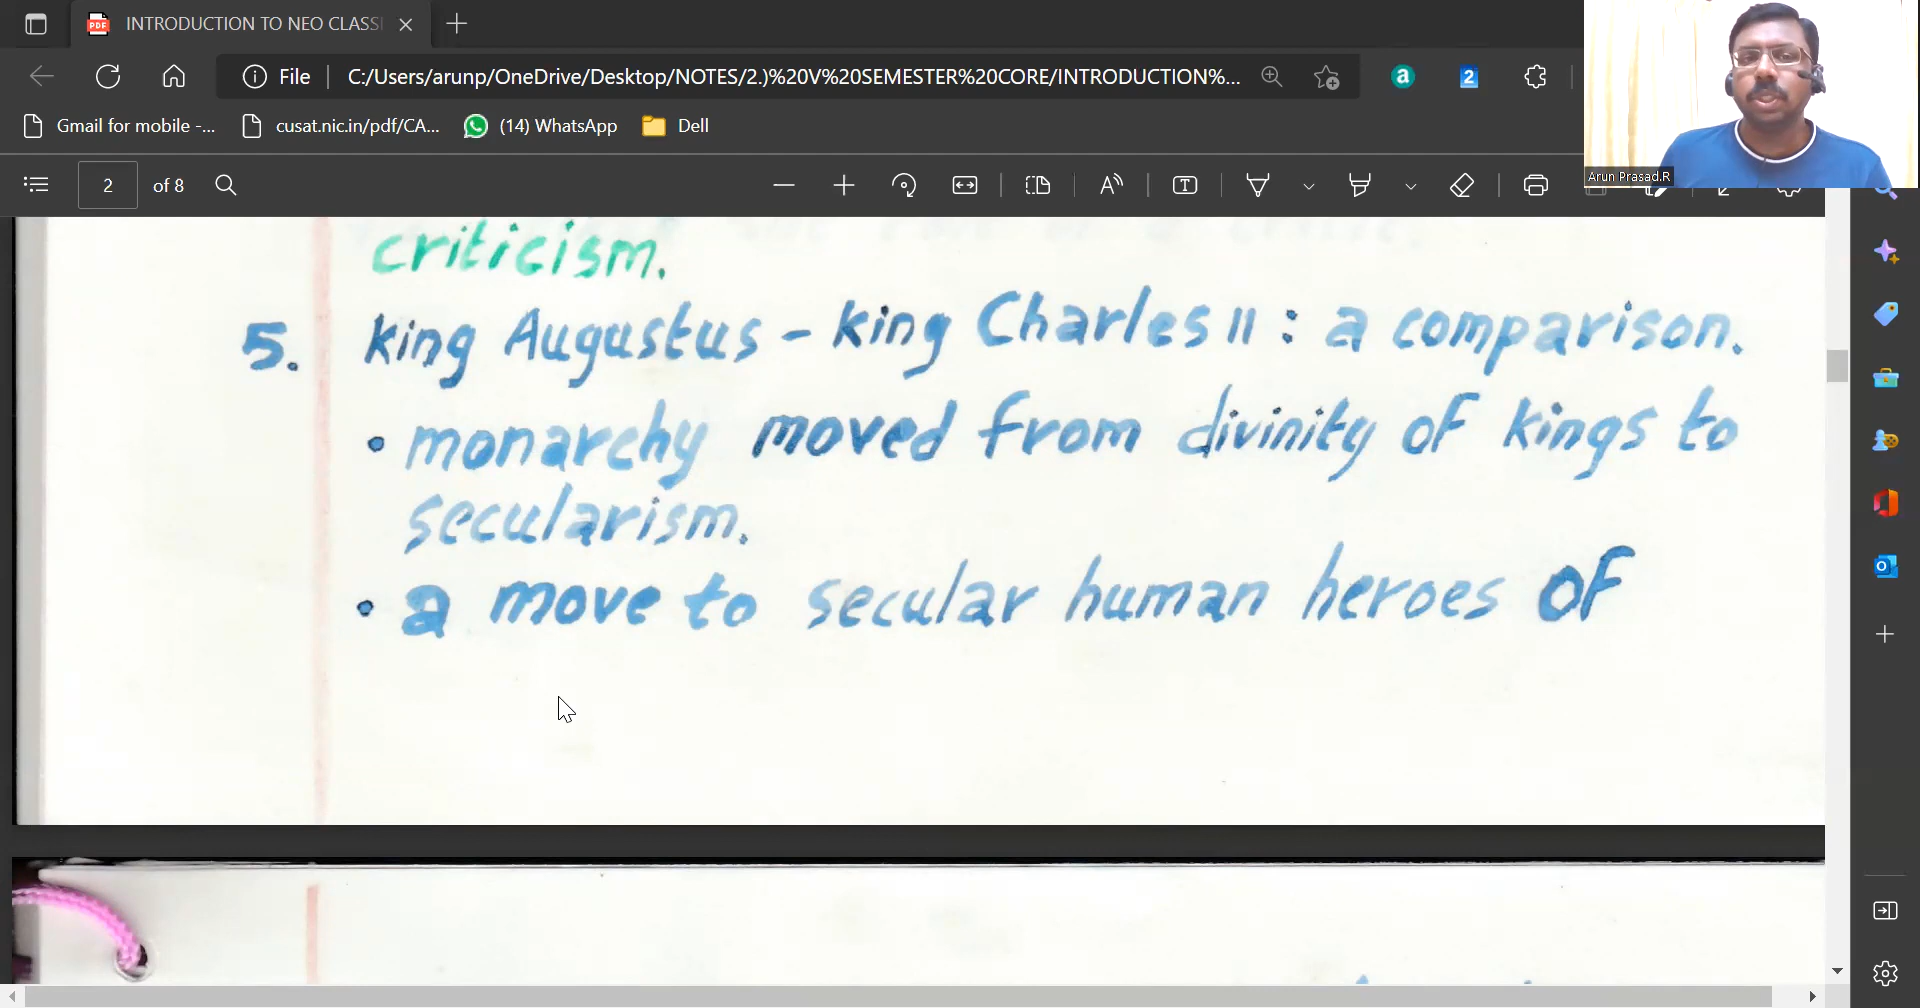 INTRODUCTION TO NEO CLASSI
File
C:/Users/arunp/OneDrive/Desktop/NOTES/2.)%20V%20SEMESTER%20CORE/INTRODUCTION%...
a
2
Gmail for mobile -...
cusat.nic.in/pdf/CA...
(14) WhatsApp
Dell
2
of 8
Arun Prasad.R
criticism.
5. king Augustus - king Charles II : a comparison.
• monarchy moved from divinity of kings to
secularism.
• a move to secular human heroes of